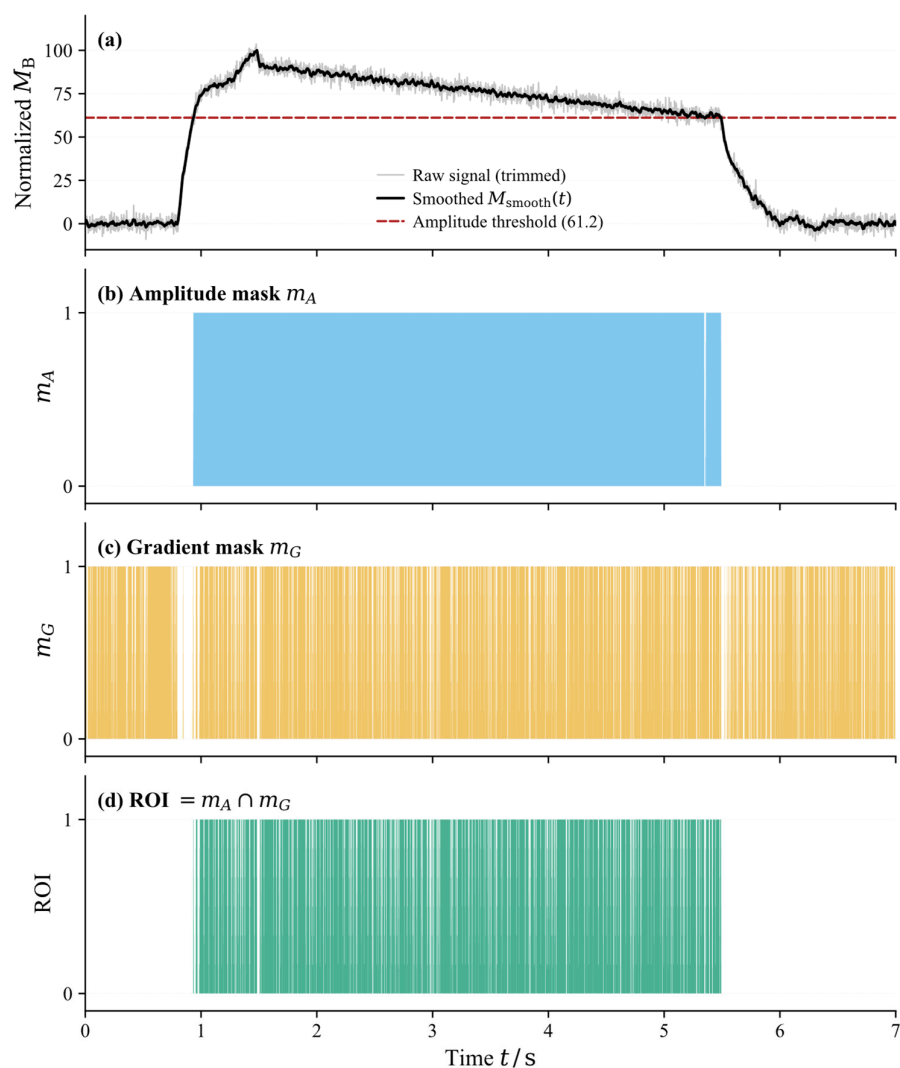 (a)
Normalized M_B
100
75
50
25
0
Raw signal (trimmed)
Smoothed M_smooth(t)
Amplitude threshold (61.2)
(b) Amplitude mask m_A
1
m_A
0
(c) Gradient mask m_G
1
m_G
0
(d) ROI = m_A ∩ m_G
1
ROI
0
0 1 2 3 4 5 6 7
Time t/s